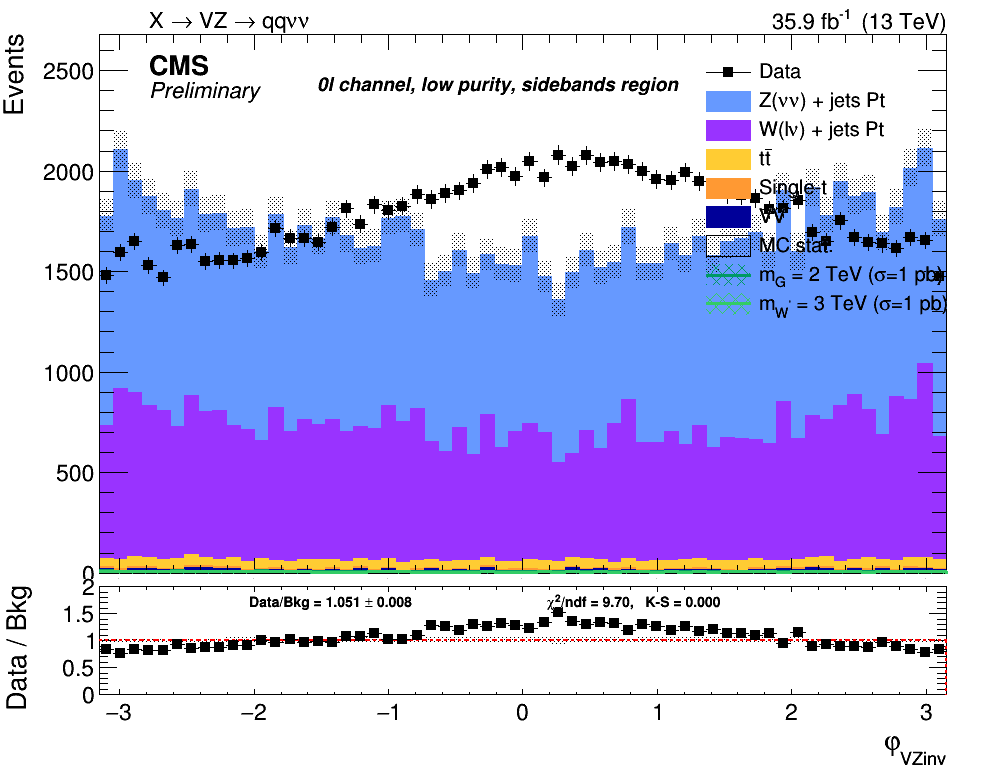 X → VZ → qqνν
35.9 fb⁻¹ (13 TeV)
Events
CMS
Preliminary
0l channel, low purity, sidebands region
Data
Z(νν) + jets Pt
W(lν) + jets Pt
tt̄
Single-t
VV
MC stat.
m_G = 2 TeV (σ=1 pb)
m_W' = 3 TeV (σ=1 pb)
2500
2000
1500
1000
500
0
Data / Bkg
2
1.5
1
0.5
0
Data/Bkg = 1.051 ± 0.008
χ²/ndf = 9.70, K-S = 0.000
−3 −2 −1 0 1 2 3
φ_VZinv